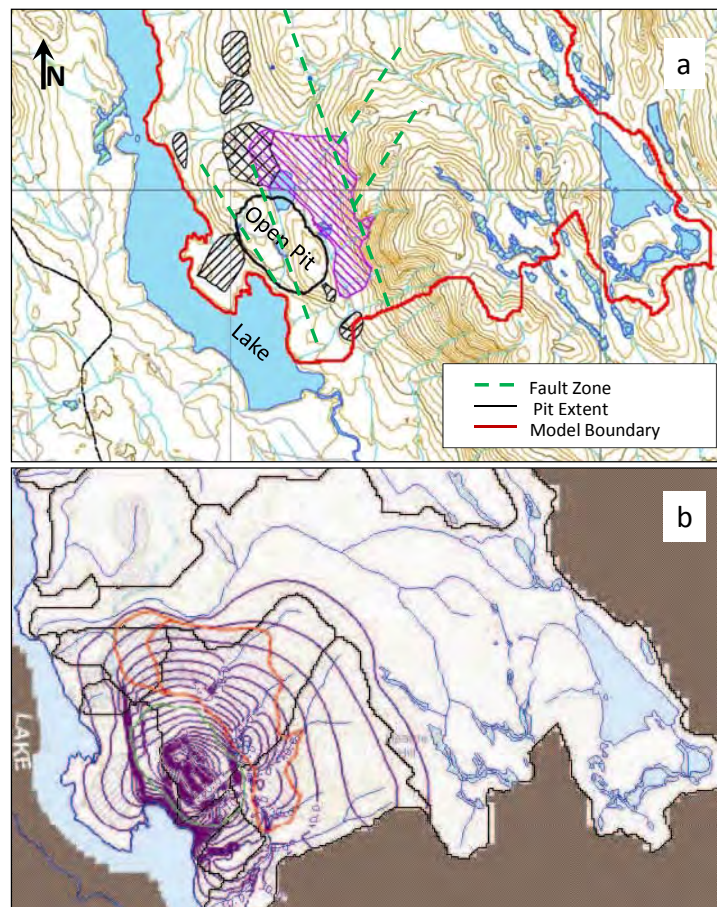 a
N
Open Pit
Lake
Fault Zone
Pit Extent
Model Boundary
b
LAKE